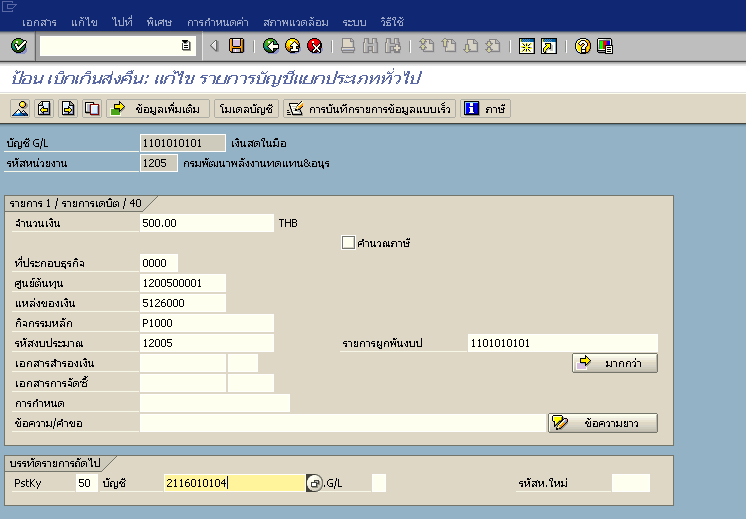 เอกสาร แก้ไข ไปที่ พิเศษ การกำหนดค่า สภาพแวดล้อม ระบบ วิธีใช้
ป้อน เบิกเกินส่งคืน: แก้ไข รายการบัญชีแยกประเภททั่วไป
ข้อมูลเพิ่มเติม โมเดลบัญชี การบันทึกรายการข้อมูลแบบเร็ว ภาษี
บัญชี G/L 1101010101 เงินสดในมือ
รหัสหน่วยงาน 1205 กรมพัฒนาพลังงานทดแทน&อนุร
รายการ 1 / รายการเดบิต / 40
จำนวนเงิน 500.00 THB
คำนวณภาษี
ที่ประกอบธุรกิจ 0000
ศูนย์ต้นทุน 1200500001
แหล่งของเงิน 5126000
กิจกรรมหลัก P1000
รหัสงบประมาณ 12005 รายการผูกพันงบป 1101010101
เอกสารสำรองเงิน มากกว่า
เอกสารการจัดซื้
การกำหนด
ข้อความ/คำขอ ข้อความยาว
บรรทัดรายการถัดไป
PstKy 50 บัญชี 2116010104 .G/L รหัสห.ใหม่